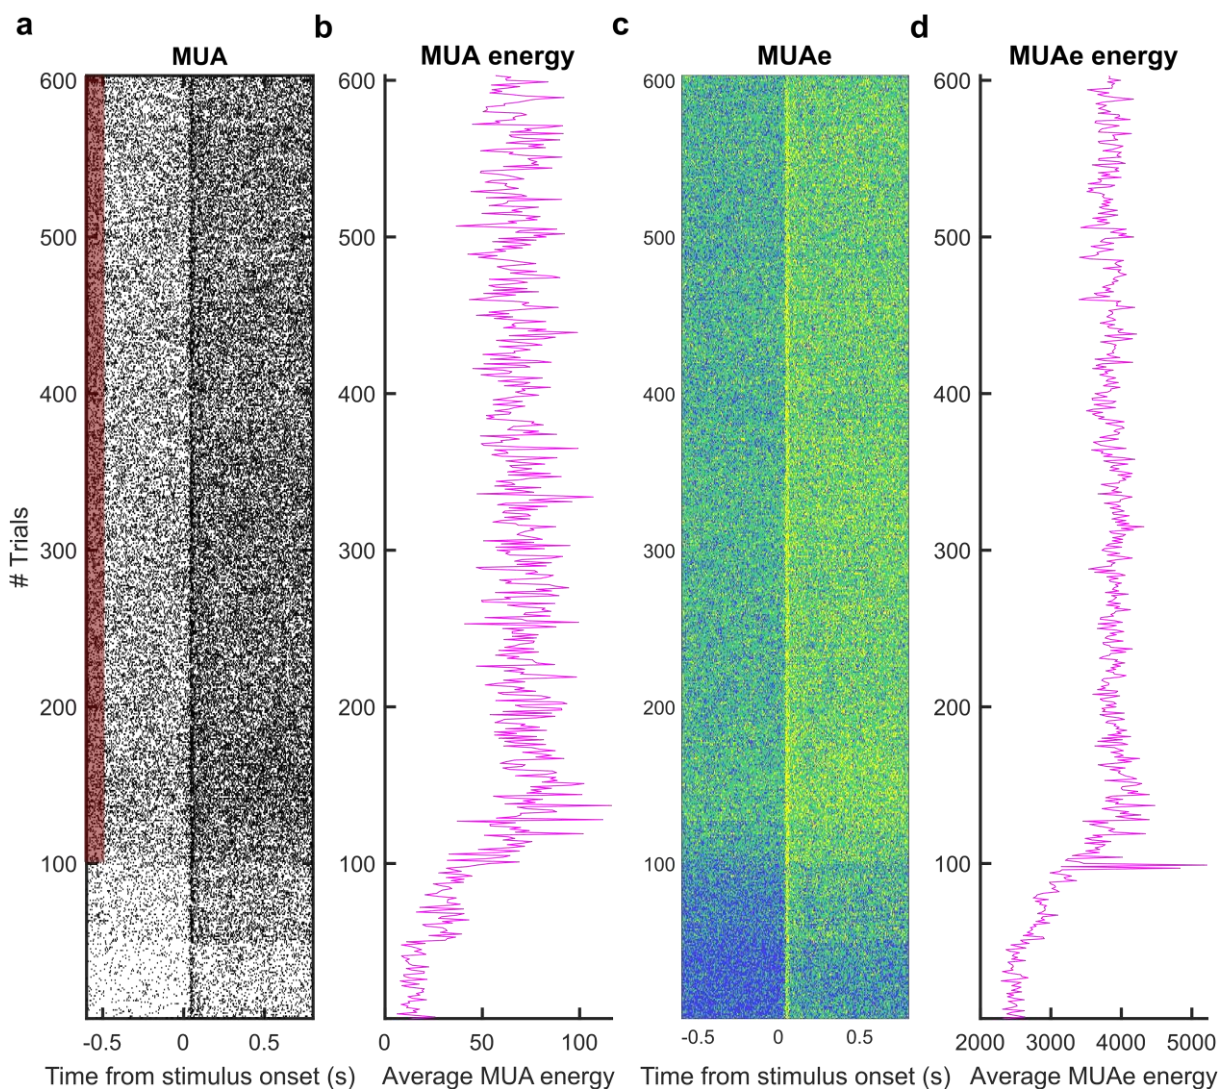 a b c d
MUA MUA energy MUAe MUAe energy
600 600 600 600
500 500 500 500
400 400 400 400
# Trials
300 300 300 300
200 200 200 200
100 100 100 100
-0.5 0 0.5 0 50 100 -0.5 0 0.5 2000 3000 4000 5000
Time from stimulus onset (s) Average MUA energy Time from stimulus onset (s) Average MUAe energy